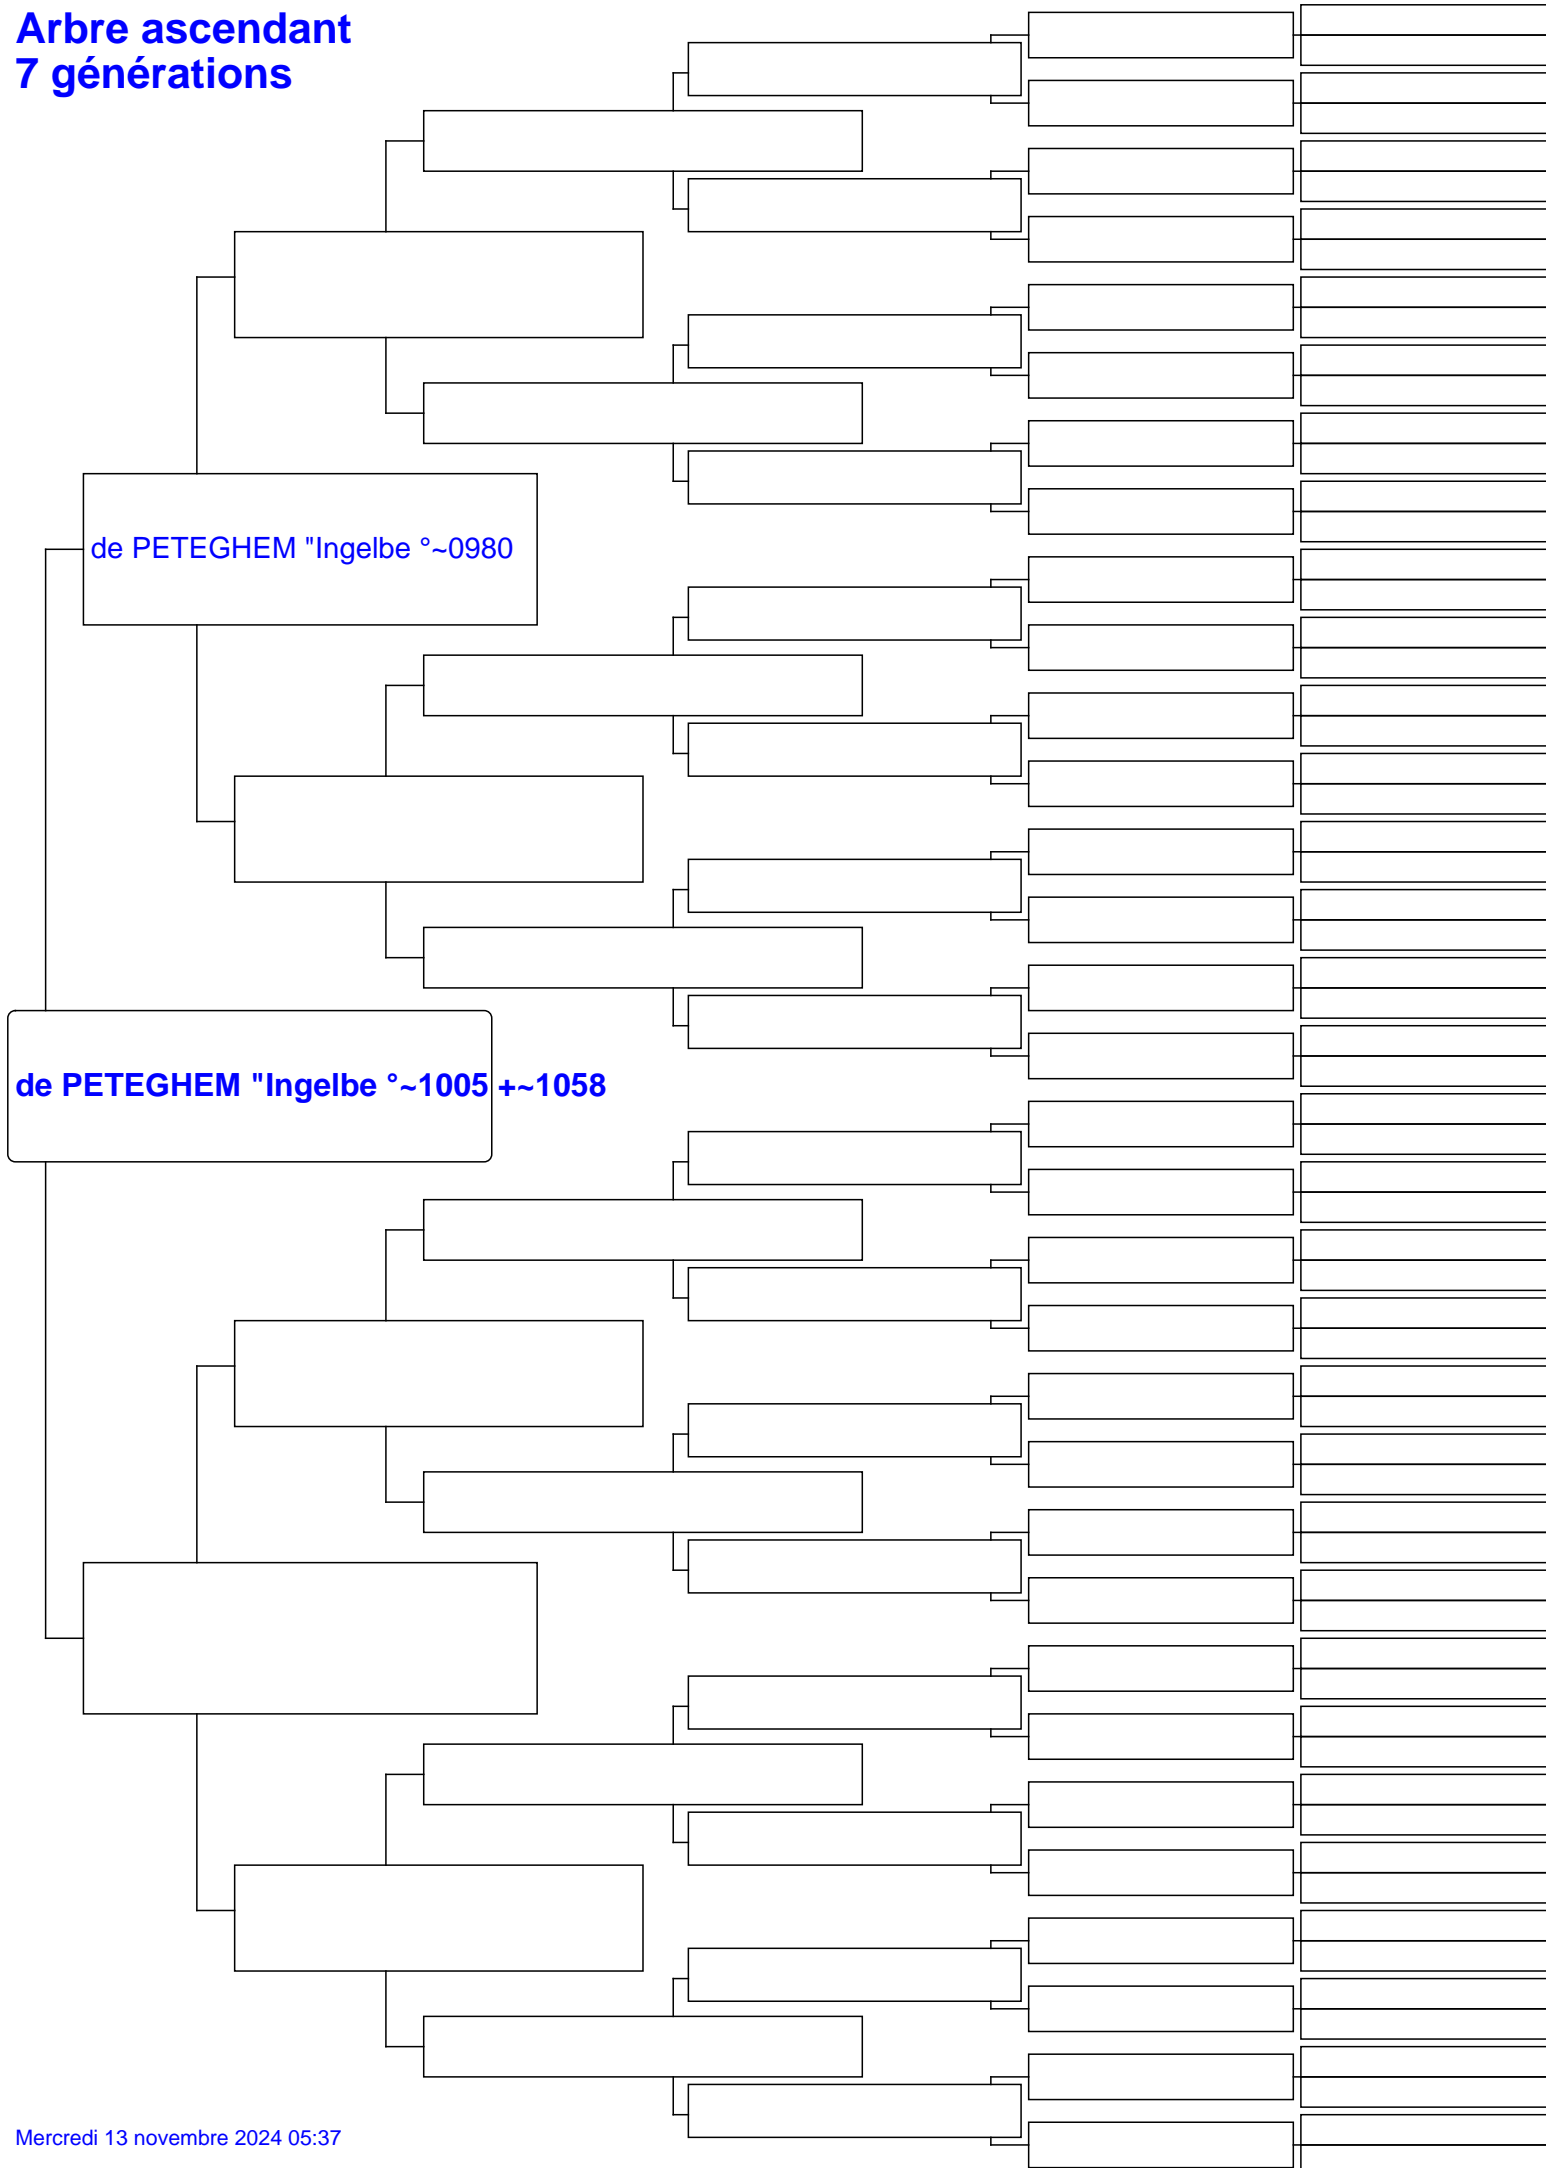 Arbre ascendant
7 générations
de PETEGHEM "Ingelbe °~0980
de PETEGHEM "Ingelbe °~1005 +~1058
Mercredi 13 novembre 2024 05:37